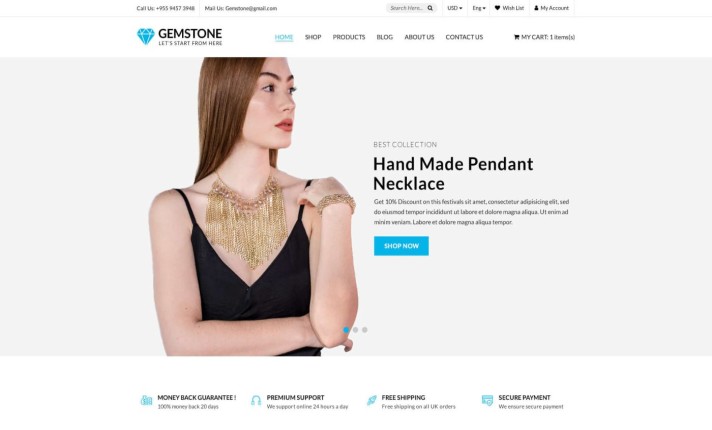 Call Us: +955 9457 3948
Mail Us: Gemstone@gmail.com
Search Here..
USD
Eng
Wish List
My Account
GEMSTONE
LET'S START FROM HERE
HOME
SHOP
PRODUCTS
BLOG
ABOUT US
CONTACT US
MY CART: 1 items(s)
BEST COLLECTION
Hand Made Pendant
Necklace
Get 10% Discount on this festivals sit amet, consectetur adipisicing elit, sed
do eiusmod tempor incididunt ut labore et dolore magna aliqua. Ut enim ad
minim veniam. Labore et dolore magna aliqua tempor.
SHOP NOW
MONEY BACK GUARANTEE !
100% money back 20 days
PREMIUM SUPPORT
We support online 24 hours a day
FREE SHIPPING
Free shipping on all UK orders
SECURE PAYMENT
We ensure secure payment